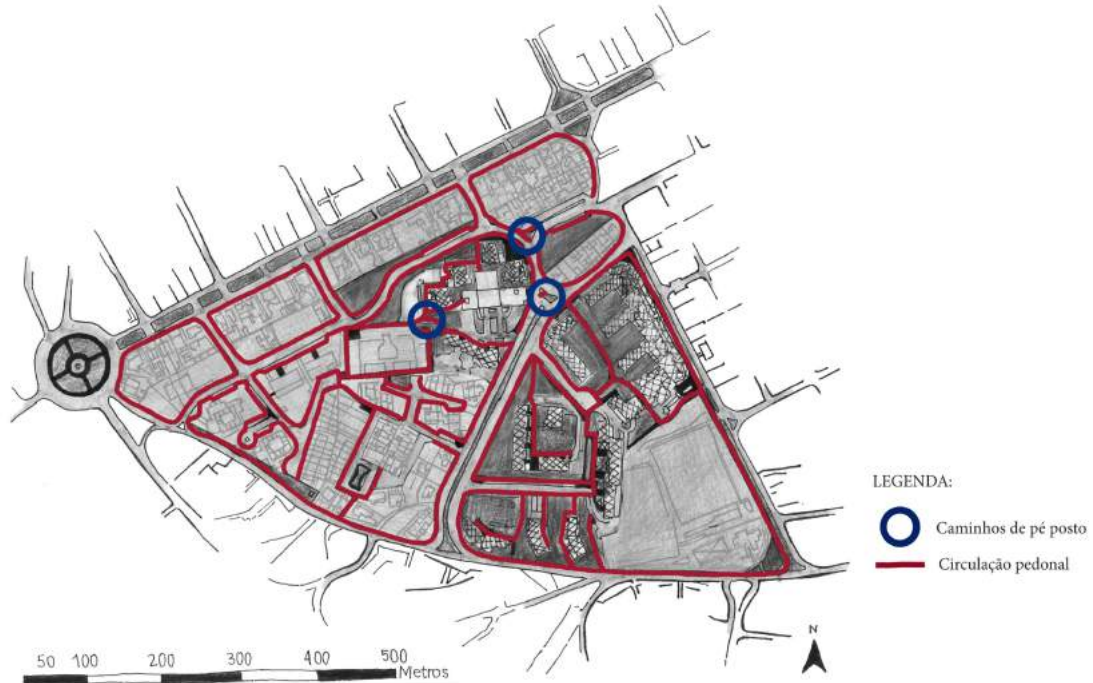 LEGENDA:
Caminhos de pé posto
Circulação pedonal
N
50 100 200 300 400 500
Metros